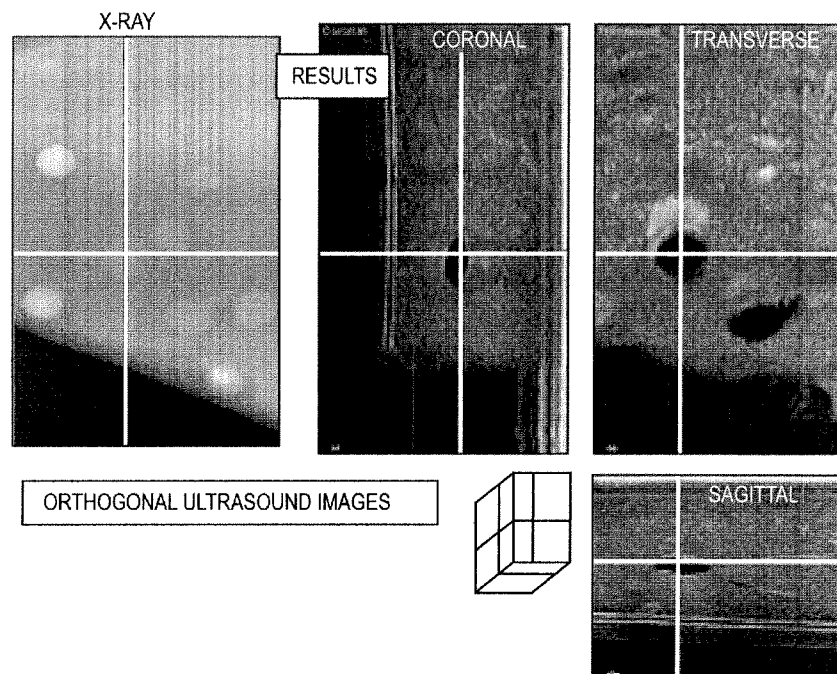 X-RAY
RESULTS
CORONAL
TRANSVERSE
ORTHOGONAL ULTRASOUND IMAGES
SAGITTAL